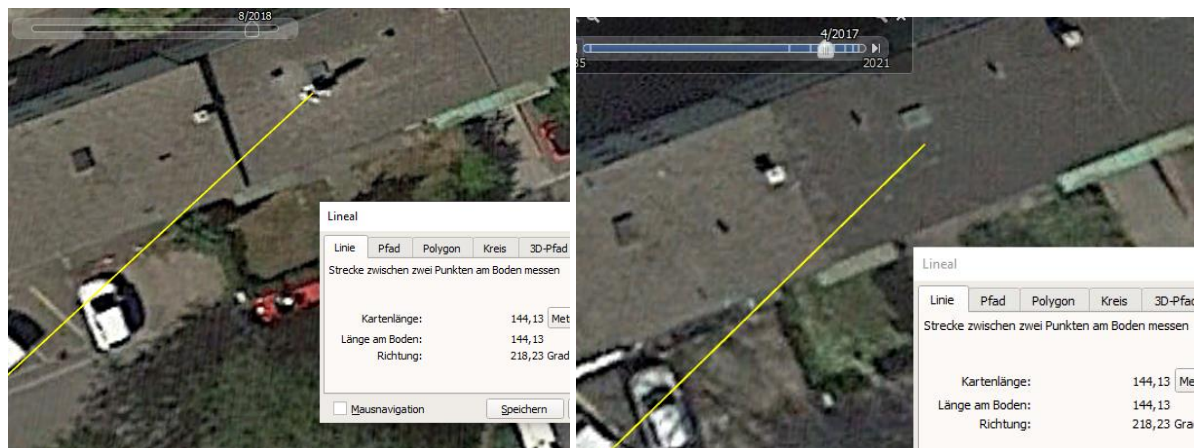 8/2018
Lineal
Linie Pfad Polygon Kreis 3D-Pfad
Strecke zwischen zwei Punkten am Boden messen
Kartenlänge: 144,13 Met
Länge am Boden: 144,13
Richtung: 218,23 Grad
Mausnavigation Speichern
4/2017
2021
Lineal
Linie Pfad Polygon Kreis 3D-Pfad
Strecke zwischen zwei Punkten am Boden messen
Kartenlänge: 144,13 Me
Länge am Boden: 144,13
Richtung: 218,23 Grad